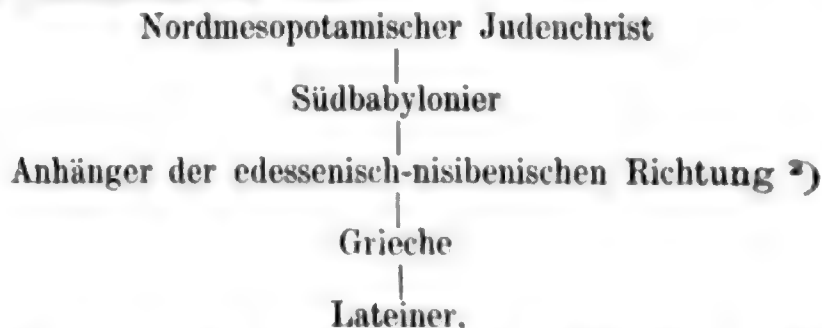 Nordmesopotamischer Judenchrist
Südbabylonier
Anhänger der edessenisch-nisibenischen Richtung ²)
Grieche
Lateiner.